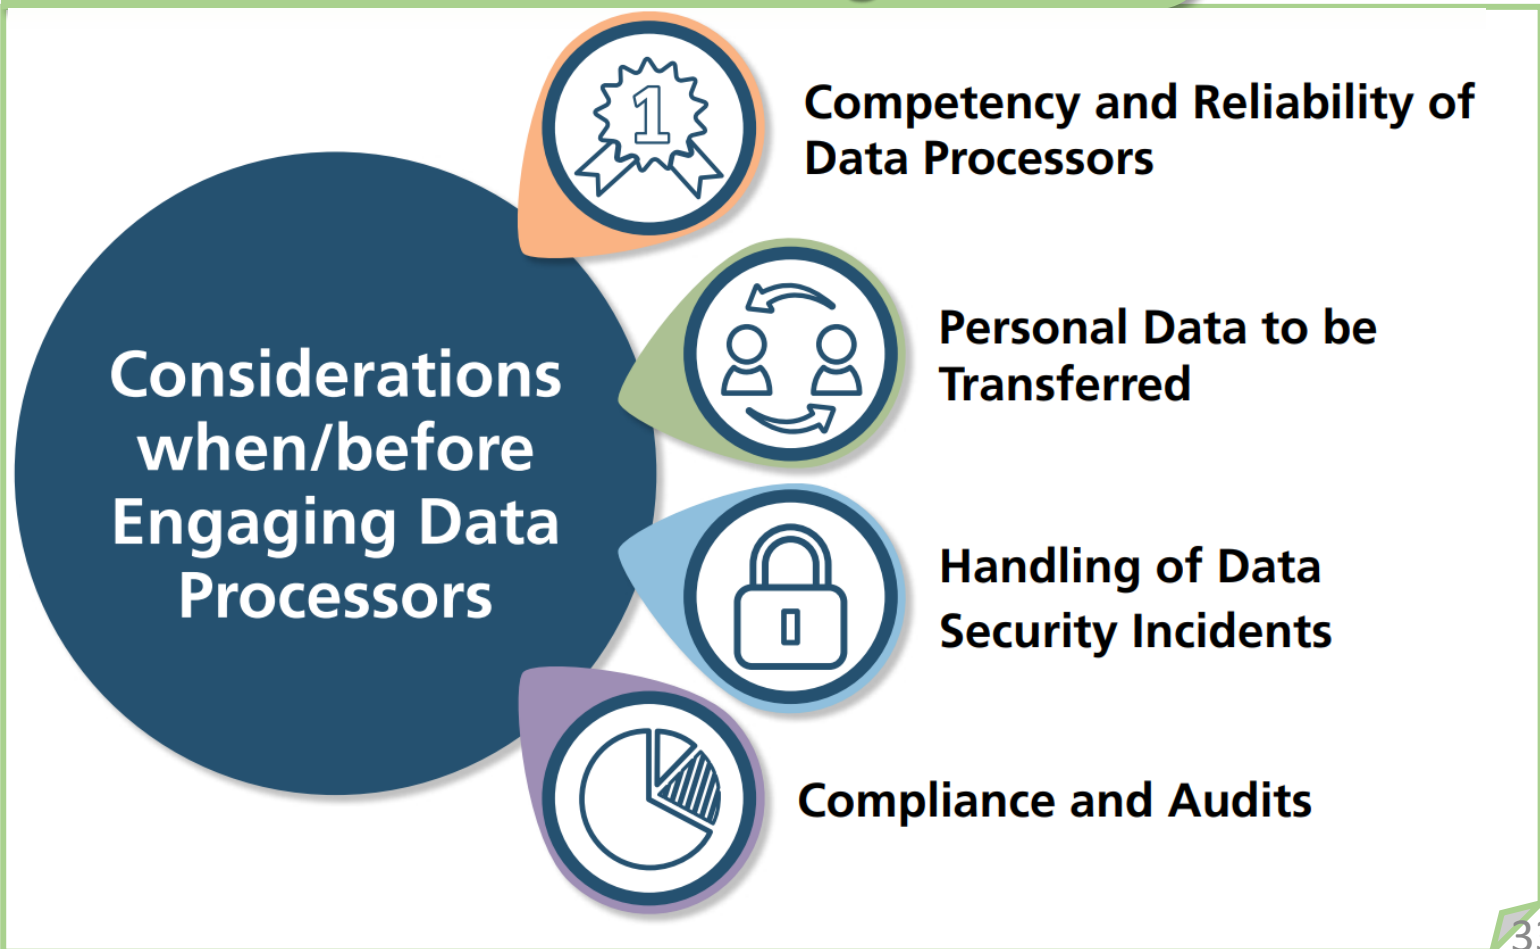 Considerations
when/before
Engaging Data
Processors
1
Competency and Reliability of
Data Processors
Personal Data to be
Transferred
Handling of Data
Security Incidents
Compliance and Audits